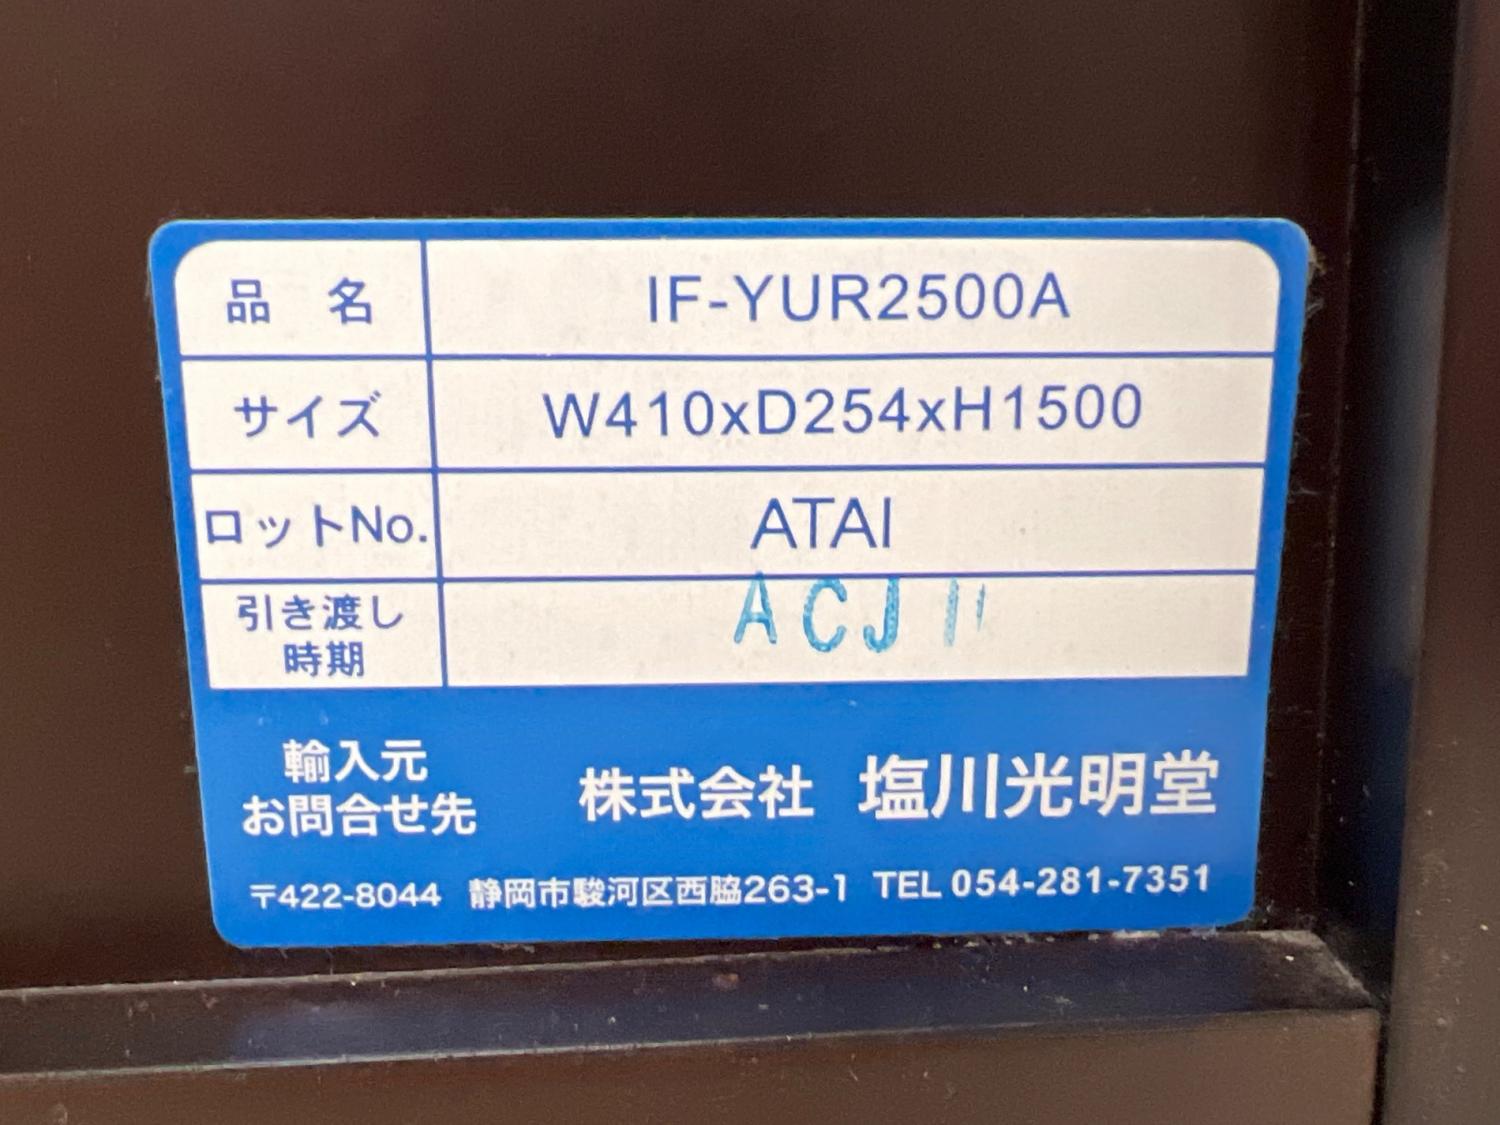 品 名 IF-YUR2500A
サイズ W410xD254xH1500
ロットNo. ATAI
引き渡し
時期
ACJ
輸入元
お問合せ先
株式会社 塩川光明堂
〒422-8044 静岡市駿河区西脇263-1 TEL 054-281-7351